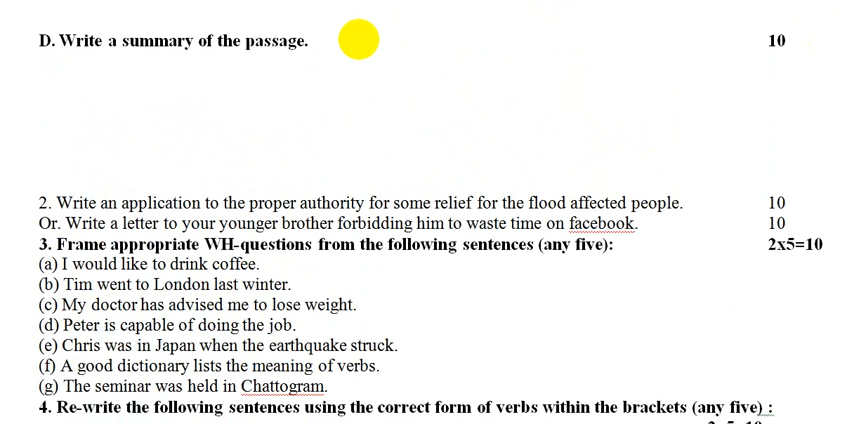 D. Write a summary of the passage. 10
2. Write an application to the proper authority for some relief for the flood affected people. 10
Or. Write a letter to your younger brother forbidding him to waste time on facebook. 10
3. Frame appropriate WH-questions from the following sentences (any five): 2x5=10
(a) I would like to drink coffee.
(b) Tim went to London last winter.
(c) My doctor has advised me to lose weight.
(d) Peter is capable of doing the job.
(e) Chris was in Japan when the earthquake struck.
(f) A good dictionary lists the meaning of verbs.
(g) The seminar was held in Chattogram.
4. Re-write the following sentences using the correct form of verbs within the brackets (any five) :